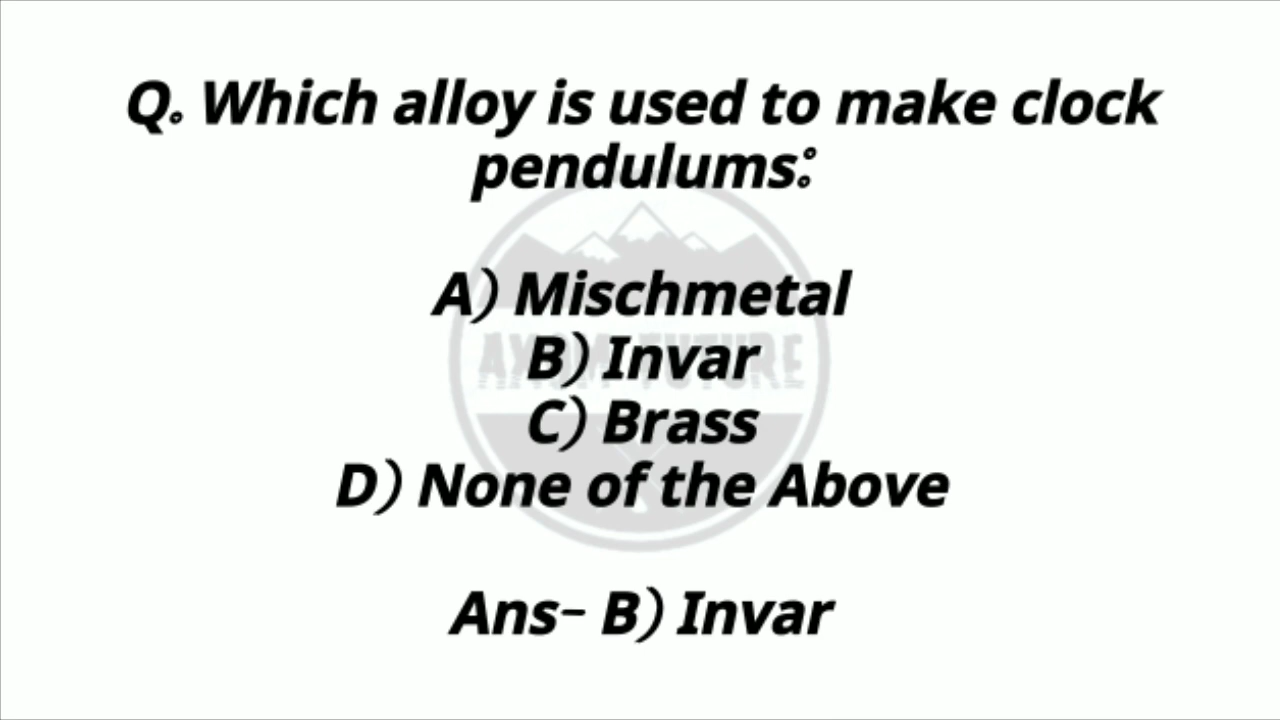 Q. Which alloy is used to make clock
pendulums:
A) Mischmetal
B) Invar
C) Brass
D) None of the Above
Ans- B) Invar